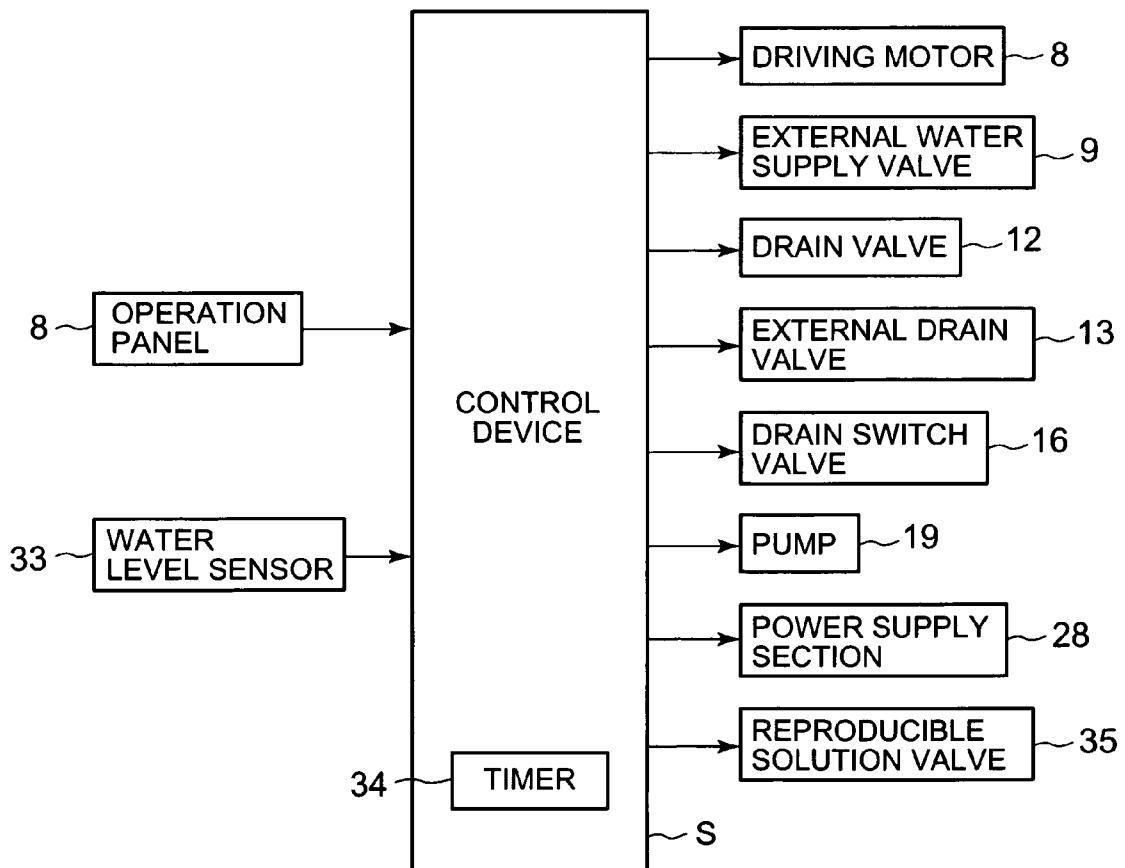 DRIVING MOTOR 8
EXTERNAL WATER
SUPPLY VALVE 9
DRAIN VALVE 12
OPERATION
PANEL 8
EXTERNAL DRAIN
VALVE 13
CONTROL
DEVICE
DRAIN SWITCH
VALVE 16
WATER
LEVEL SENSOR 33
PUMP 19
POWER SUPPLY
SECTION 28
REPRODUCIBLE
SOLUTION VALVE 35
34 TIMER
S